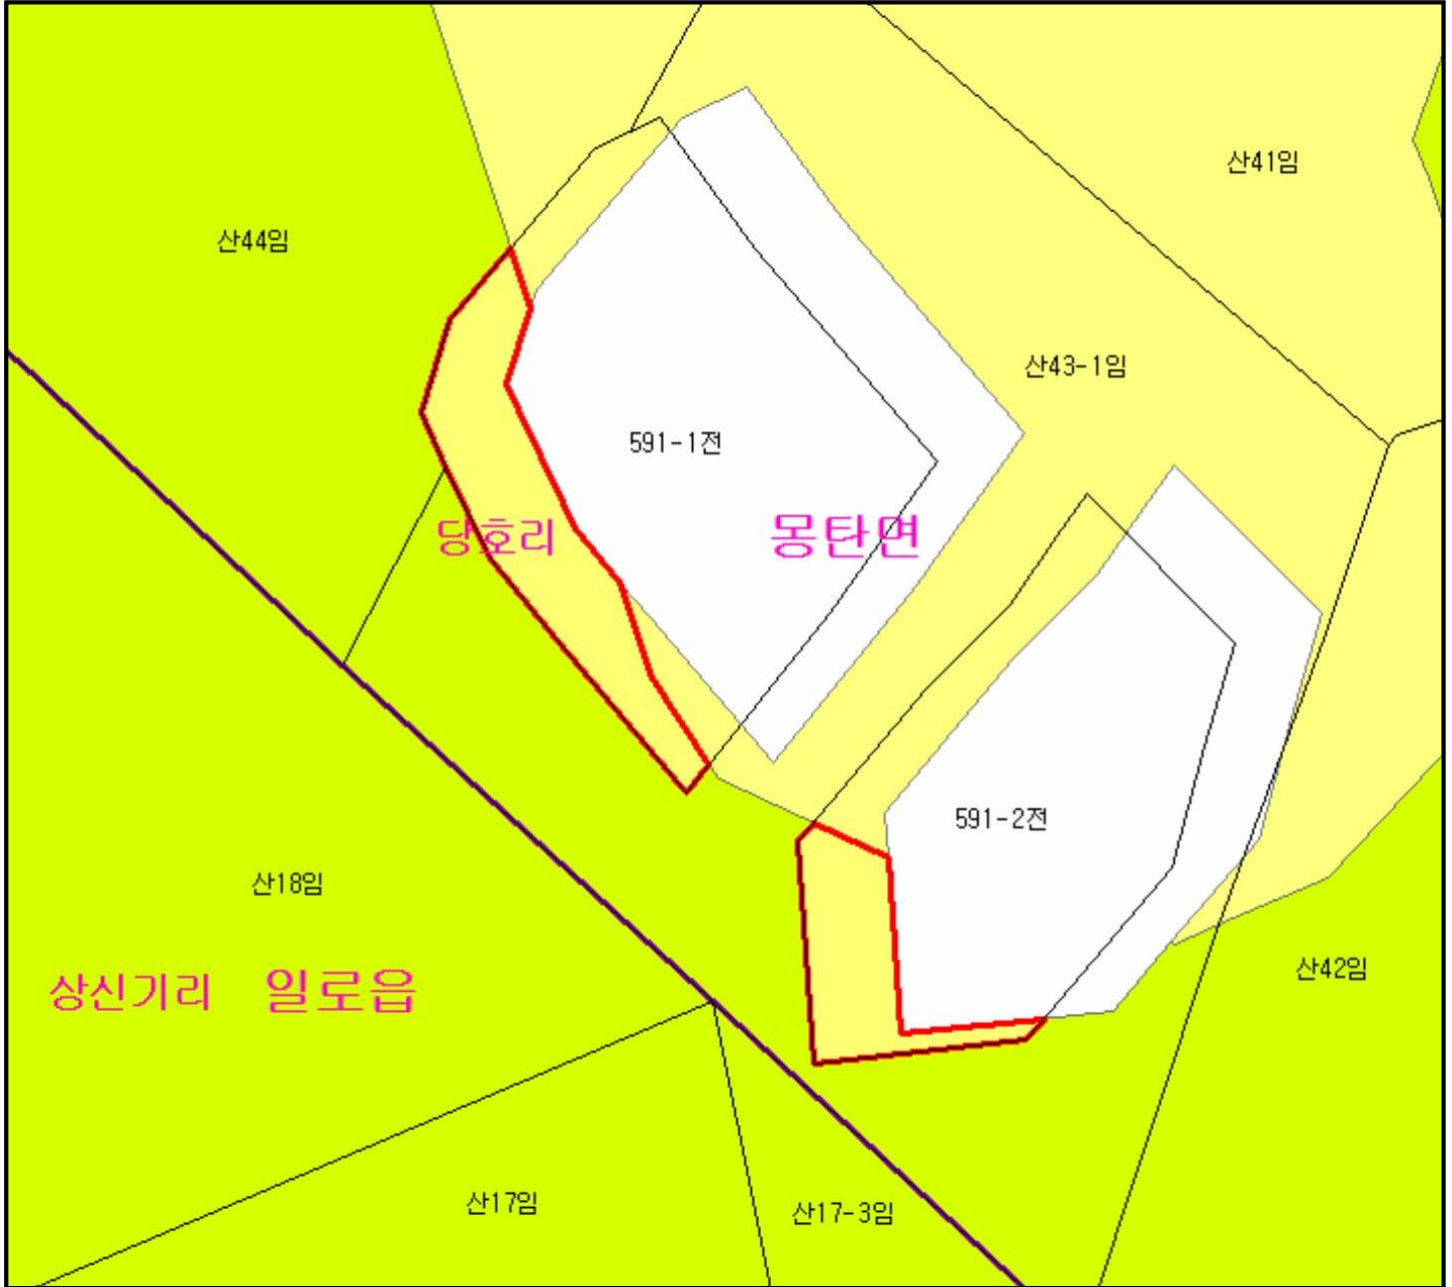 산41임
산44임
산43-1임
591-1전
당호리
몽탄면
591-2전
산18임
산42임
상신기리 일로읍
산17임
산17-3임